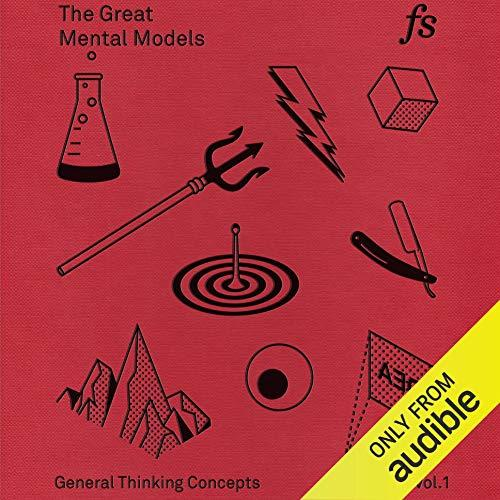 The Great
Mental Models
fs
General Thinking Concepts
Vol.1
ONLY FROM
audible